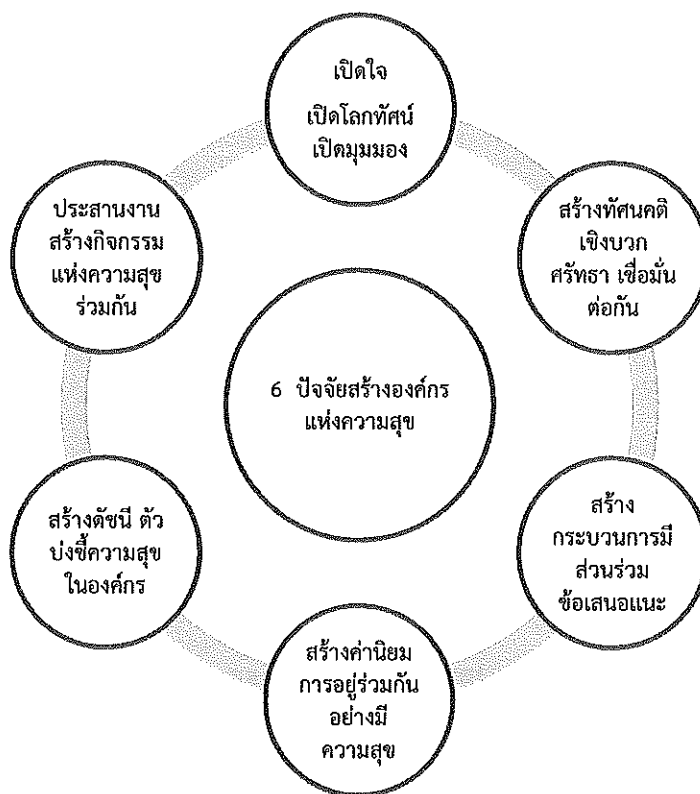 เปิดใจ
เปิดโลกทัศน์
เปิดมุมมอง
สร้างทัศนคติ
เชิงบวก
ศรัทธา เชื่อมั่น
ต่อกัน
สร้าง
กระบวนการมี
ส่วนร่วม
ข้อเสนอแนะ
สร้างค่านิยม
การอยู่ร่วมกัน
อย่างมี
ความสุข
สร้างดัชนี ตัว
บ่งชี้ความสุข
ในองค์กร
ประสานงาน
สร้างกิจกรรม
แห่งความสุข
ร่วมกัน
6 ปัจจัยสร้างองค์กร
แห่งความสุข